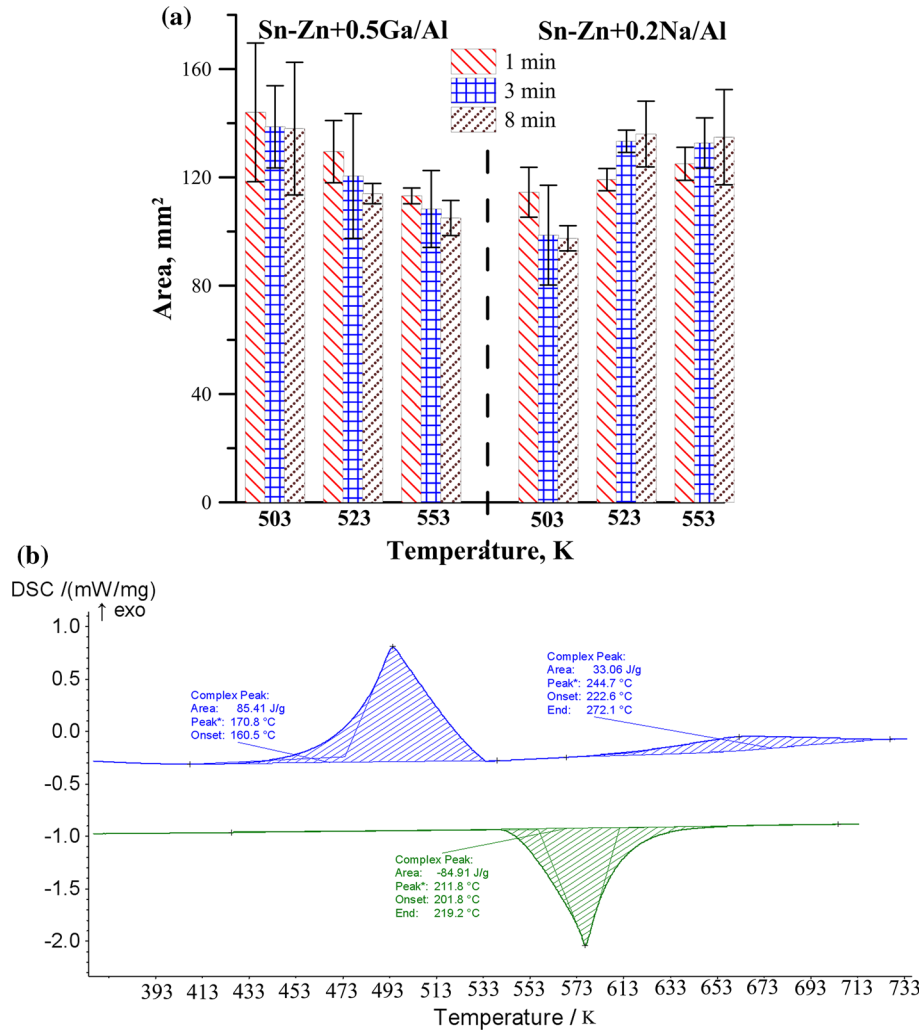 (a)
Sn-Zn+0.5Ga/Al Sn-Zn+0.2Na/Al
1 min
3 min
8 min
160
120
80
40
0
Area, mm²
503 523 553 503 523 553
Temperature, K
(b)
DSC /(mW/mg)
↑ exo
1.0
0.5
0.0
-0.5
-1.0
-1.5
-2.0
Complex Peak:
Area: 85.41 J/g
Peak*: 170.8 °C
Onset: 160.5 °C
Complex Peak:
Area: 33.06 J/g
Peak*: 244.7 °C
Onset: 222.6 °C
End: 272.1 °C
Complex Peak:
Area: -84.91 J/g
Peak*: 211.8 °C
Onset: 201.8 °C
End: 219.2 °C
393 413 433 453 473 493 513 533 553 573 613 633 653 673 693 713 733
Temperature / K